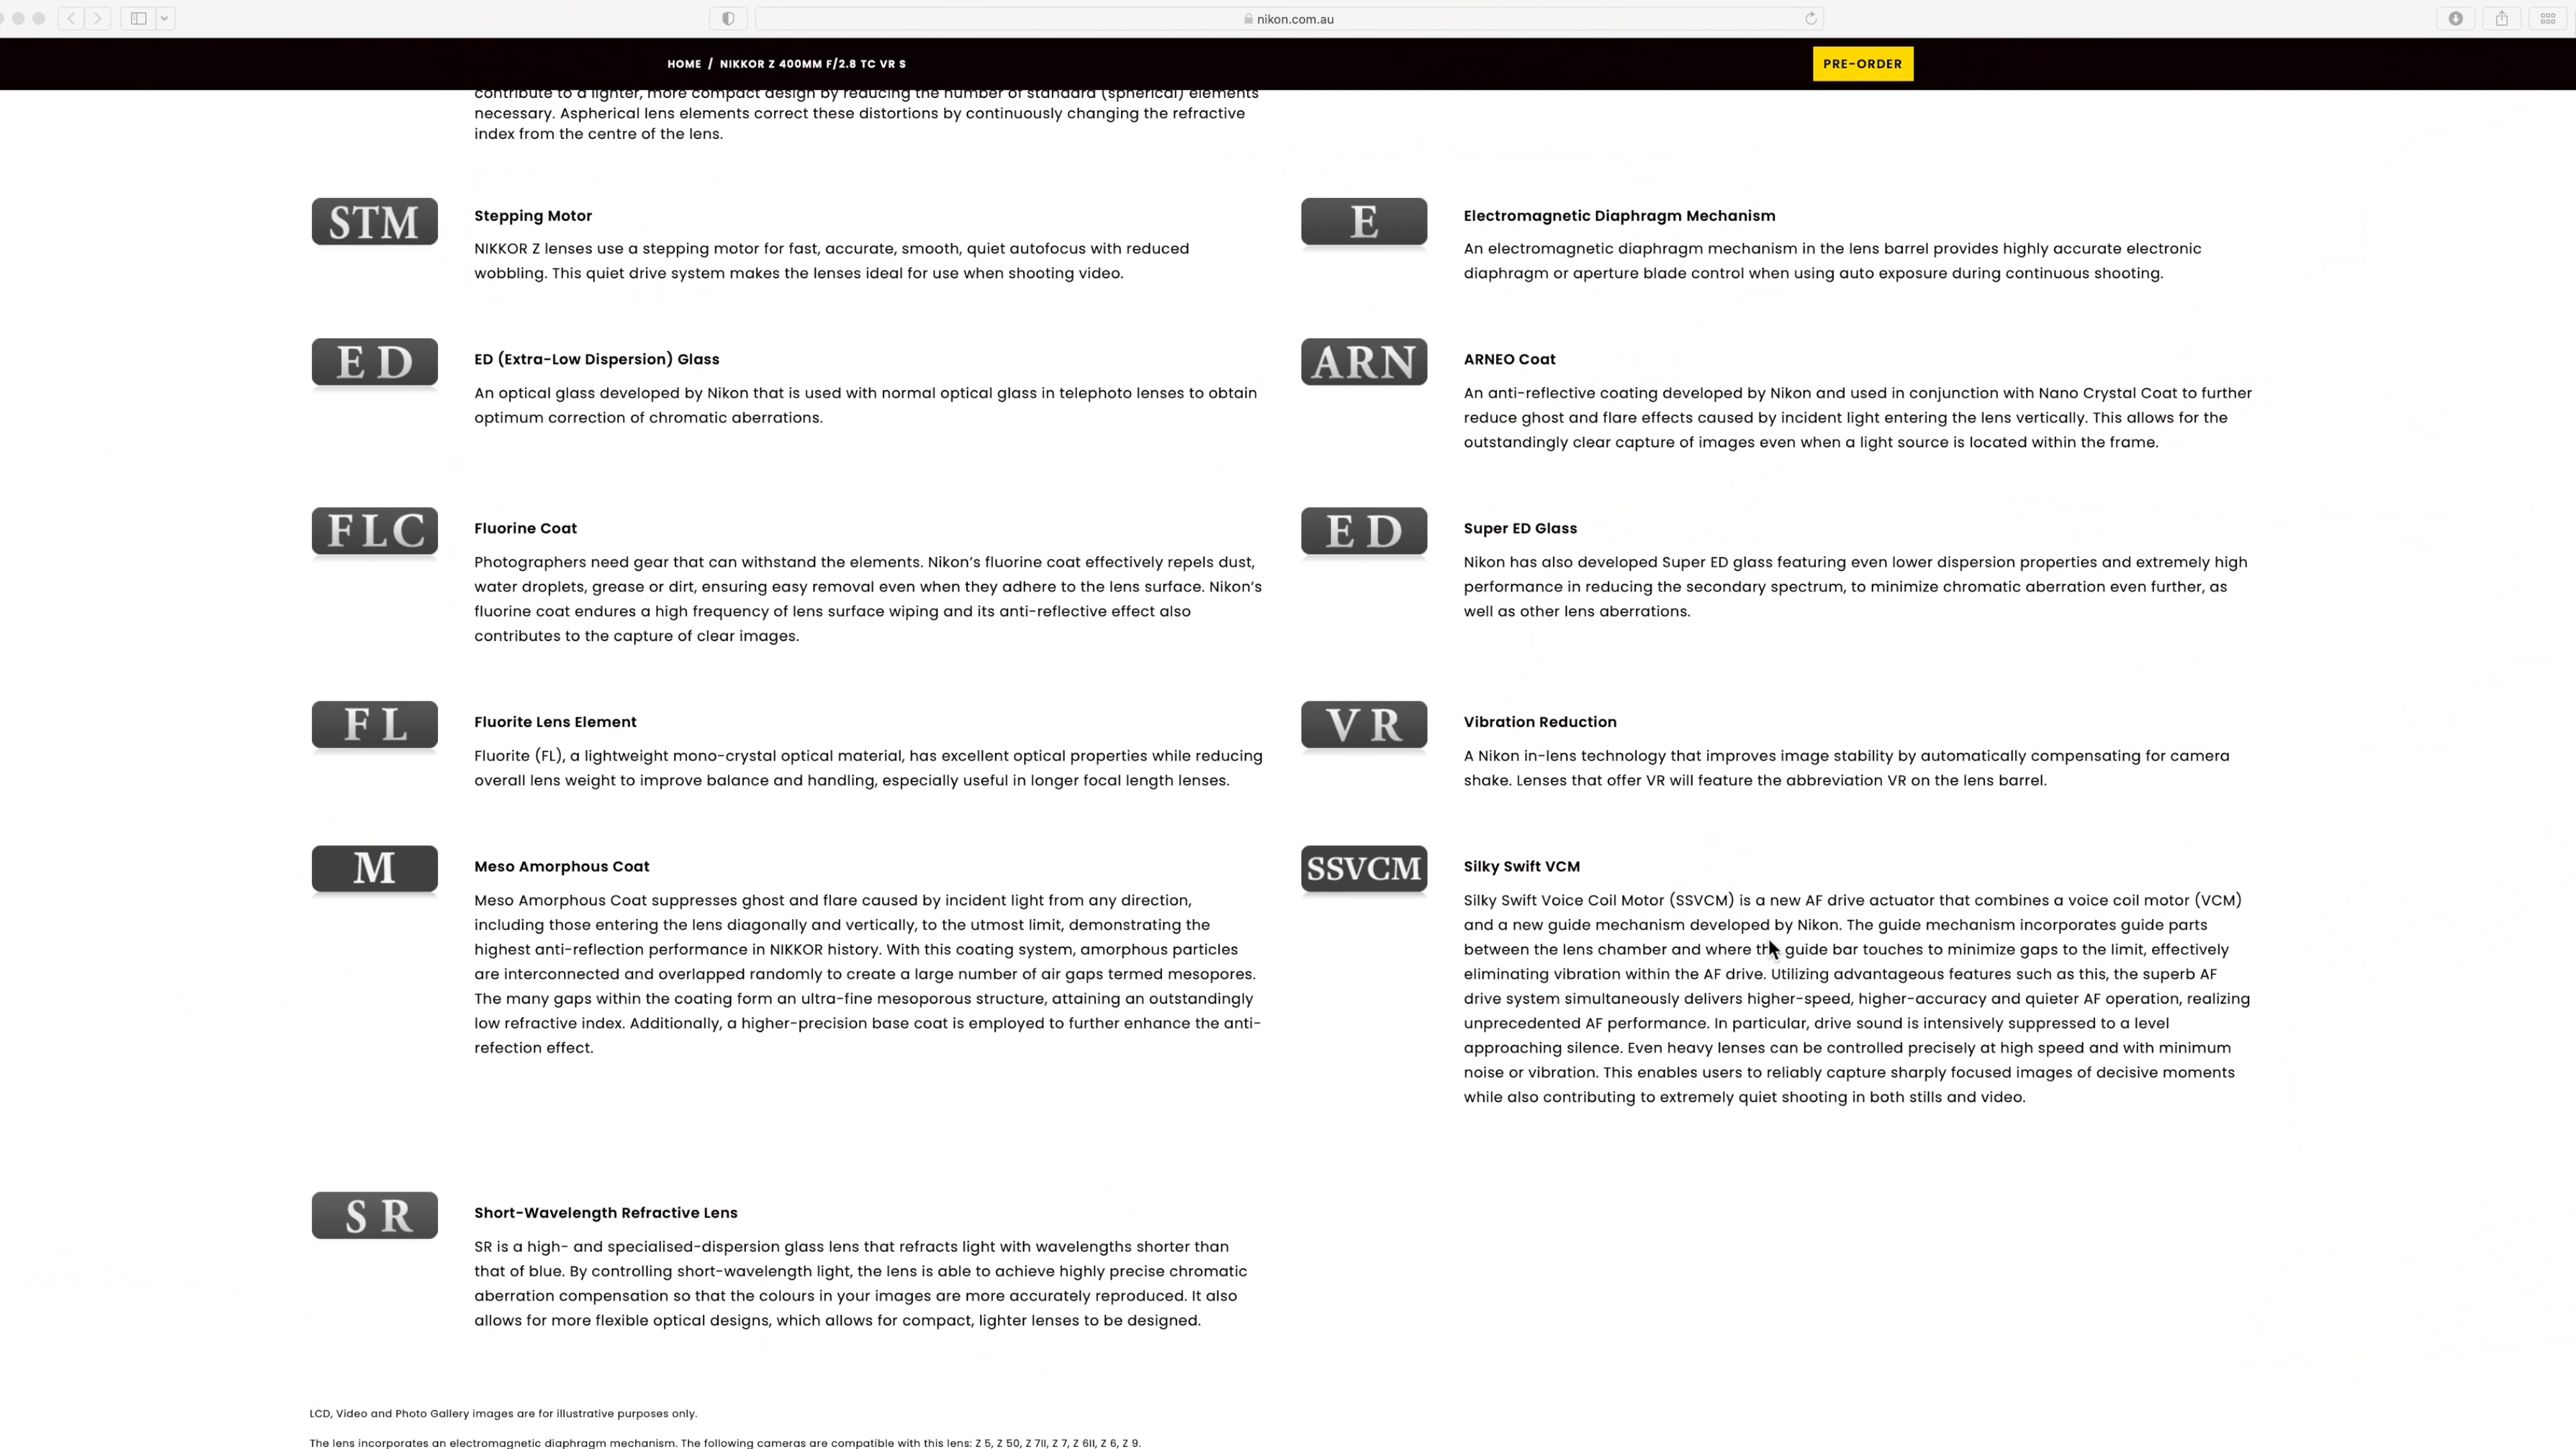 nikon.com.au
HOME / NIKKOR Z 400MM F/2.8 TC VR S
PRE-ORDER
contribute to a lighter, more compact design by reducing the number of standard (spherical) elements
necessary. Aspherical lens elements correct these distortions by continuously changing the refractive
index from the centre of the lens.
STM
Stepping Motor
NIKKOR Z lenses use a stepping motor for fast, accurate, smooth, quiet autofocus with reduced
wobbling. This quiet drive system makes the lenses ideal for use when shooting video.
E
Electromagnetic Diaphragm Mechanism
An electromagnetic diaphragm mechanism in the lens barrel provides highly accurate electronic
diaphragm or aperture blade control when using auto exposure during continuous shooting.
ED
ED (Extra-Low Dispersion) Glass
An optical glass developed by Nikon that is used with normal optical glass in telephoto lenses to obtain
optimum correction of chromatic aberrations.
ARN
ARNEO Coat
An anti-reflective coating developed by Nikon and used in conjunction with Nano Crystal Coat to further
reduce ghost and flare effects caused by incident light entering the lens vertically. This allows for the
outstandingly clear capture of images even when a light source is located within the frame.
FLC
Fluorine Coat
Photographers need gear that can withstand the elements. Nikon’s fluorine coat effectively repels dust,
water droplets, grease or dirt, ensuring easy removal even when they adhere to the lens surface. Nikon’s
fluorine coat endures a high frequency of lens surface wiping and its anti-reflective effect also
contributes to the capture of clear images.
ED
Super ED Glass
Nikon has also developed Super ED glass featuring even lower dispersion properties and extremely high
performance in reducing the secondary spectrum, to minimize chromatic aberration even further, as
well as other lens aberrations.
FL
Fluorite Lens Element
Fluorite (FL), a lightweight mono-crystal optical material, has excellent optical properties while reducing
overall lens weight to improve balance and handling, especially useful in longer focal length lenses.
VR
Vibration Reduction
A Nikon in-lens technology that improves image stability by automatically compensating for camera
shake. Lenses that offer VR will feature the abbreviation VR on the lens barrel.
M
Meso Amorphous Coat
Meso Amorphous Coat suppresses ghost and flare caused by incident light from any direction,
including those entering the lens diagonally and vertically, to the utmost limit, demonstrating the
highest anti-reflection performance in NIKKOR history. With this coating system, amorphous particles
are interconnected and overlapped randomly to create a large number of air gaps termed mesopores.
The many gaps within the coating form an ultra-fine mesoporous structure, attaining an outstandingly
low refractive index. Additionally, a higher-precision base coat is employed to further enhance the anti-
refection effect.
SSVCM
Silky Swift VCM
Silky Swift Voice Coil Motor (SSVCM) is a new AF drive actuator that combines a voice coil motor (VCM)
and a new guide mechanism developed by Nikon. The guide mechanism incorporates guide parts
between the lens chamber and where the guide bar touches to minimize gaps to the limit, effectively
eliminating vibration within the AF drive. Utilizing advantageous features such as this, the superb AF
drive system simultaneously delivers higher-speed, higher-accuracy and quieter AF operation, realizing
unprecedented AF performance. In particular, drive sound is intensively suppressed to a level
approaching silence. Even heavy lenses can be controlled precisely at high speed and with minimum
noise or vibration. This enables users to reliably capture sharply focused images of decisive moments
while also contributing to extremely quiet shooting in both stills and video.
SR
Short-Wavelength Refractive Lens
SR is a high- and specialised-dispersion glass lens that refracts light with wavelengths shorter than
that of blue. By controlling short-wavelength light, the lens is able to achieve highly precise chromatic
aberration compensation so that the colours in your images are more accurately reproduced. It also
allows for more flexible optical designs, which allows for compact, lighter lenses to be designed.
LCD, Video and Photo Gallery images are for illustrative purposes only.
The lens incorporates an electromagnetic diaphragm mechanism. The following cameras are compatible with this lens: Z 5, Z 50, Z 7II, Z 7, Z 6II, Z 6, Z 9.